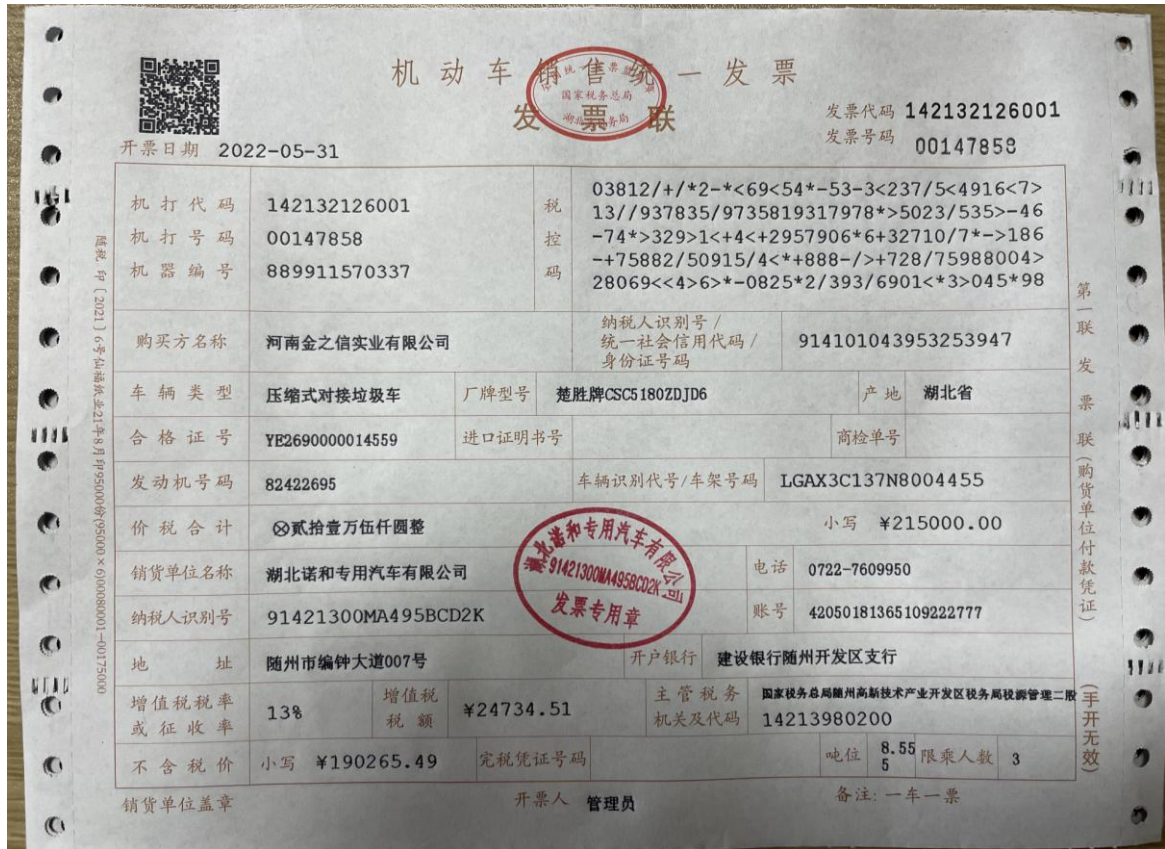 机动车销售统一发票
发票联
国家税务总局
发票代码 142132126001
发票号码 00147858
开票日期 2022-05-31
机打代码 142132126001
机打号码 00147858
机器编号 889911570337
税控码
03812/+/*2-*<69<54*-53-3<237/5<4916<7>
13//937835/9735819317978*>5023/535>-46
-74*>329>1<+4<+2957906*6+32710/7*->186
-+75882/50915/4<*+888-/>+728/75988004>
28069<<4>6>*-0825*2/393/6901<*3>045*98
购买方名称 河南金之信实业有限公司
纳税人识别号/
统一社会信用代码/
身份证号码
914101043953253947
车辆类型 压缩式对接垃圾车 厂牌型号 楚胜牌CSC5180ZDJD6 产地 湖北省
合格证号 YE2690000014559 进口证明书号 商检单号
发动机号码 82422695 车辆识别代号/车架号码 LGAX3C137N8004455
价税合计 ⊗贰拾壹万伍仟圆整 小写 ¥215000.00
销货单位名称 湖北诺和专用汽车有限公司 电话 0722-7609950
纳税人识别号 91421300MA495BCD2K 账号 42050181365109222777
地址 随州市编钟大道007号 开户银行 建设银行随州开发区支行
增值税税率
或征收率
13%
增值税
税额
¥24734.51
主管税务
机关及代码
国家税务总局随州高新技术产业开发区税务局税源管理二股
14213980200
不含税价 小写 ¥190265.49 完税凭证号码 吨位 8.555 限乘人数 3
销货单位盖章 开票人 管理员 备注:一车一票
湖北诺和专用汽车有限公司
91421300MA495BCD2K
发票专用章
第一联 发票联(购货单位付款凭证)
(手开无效)